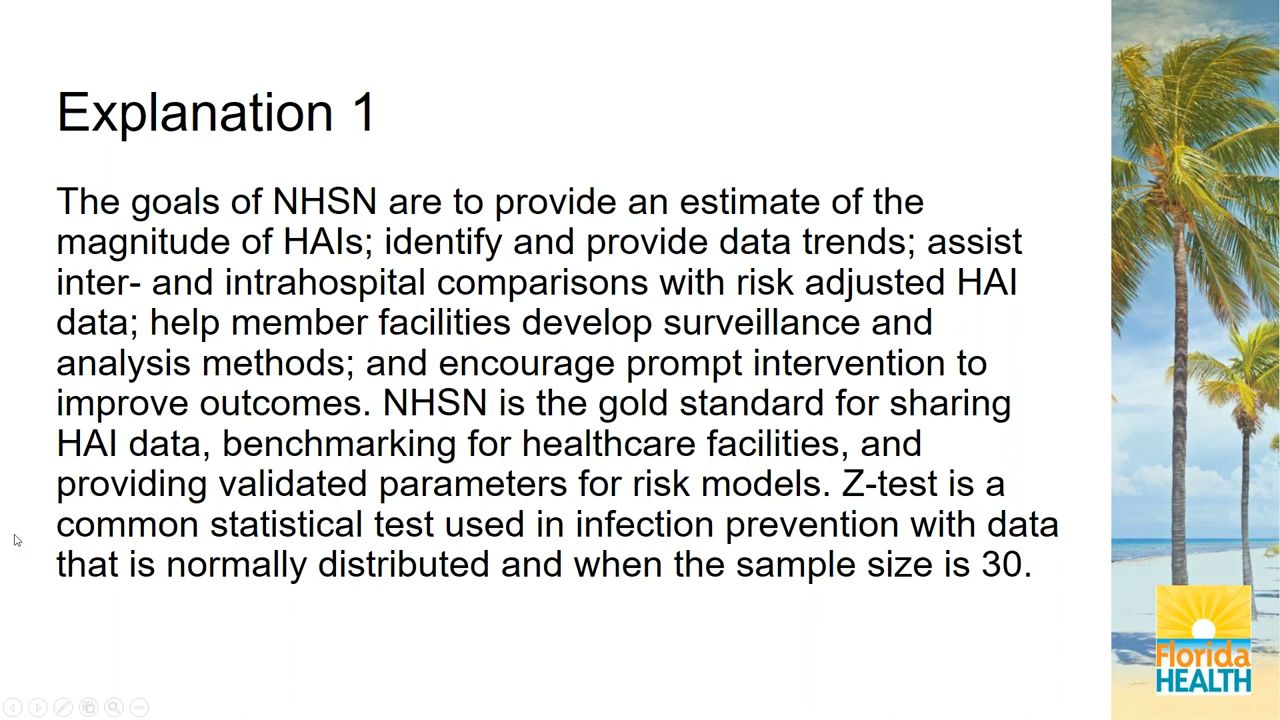 Explanation 1
The goals of NHSN are to provide an estimate of the
magnitude of HAIs; identify and provide data trends; assist
inter- and intrahospital comparisons with risk adjusted HAI
data; help member facilities develop surveillance and
analysis methods; and encourage prompt intervention to
improve outcomes. NHSN is the gold standard for sharing
HAI data, benchmarking for healthcare facilities, and
providing validated parameters for risk models. Z-test is a
common statistical test used in infection prevention with data
that is normally distributed and when the sample size is 30.
Florida
HEALTH